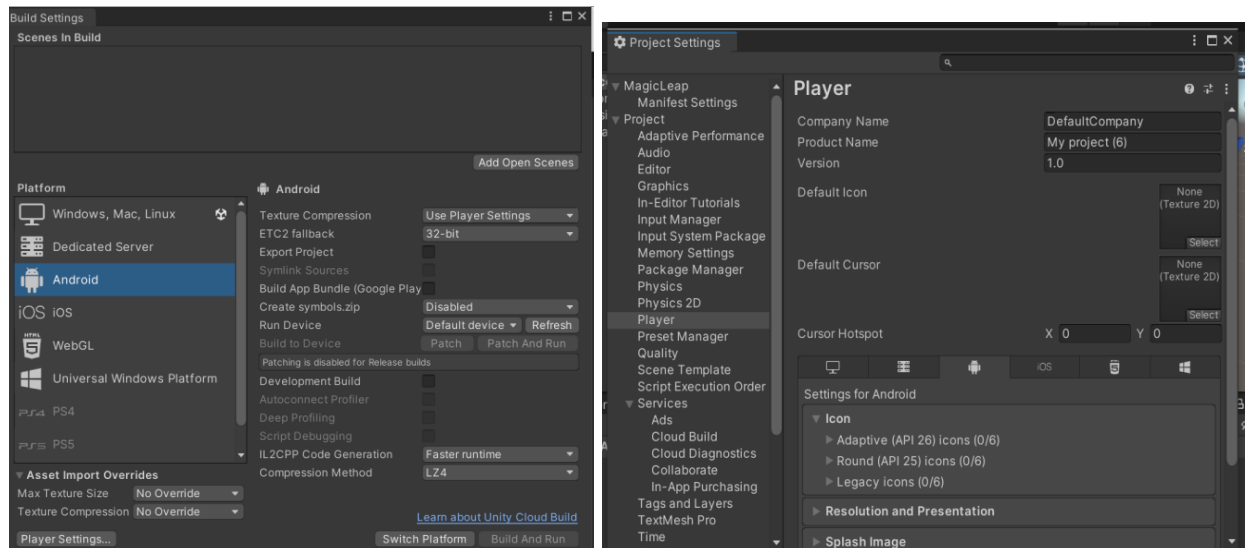 Build Settings
Scenes In Build
Add Open Scenes
Platform
Windows, Mac, Linux
Dedicated Server
Android
iOS iOS
HTML 5 WebGL
Universal Windows Platform
PS4
PS5
Asset Import Overrides
Max Texture Size No Override
Texture Compression No Override
Player Settings...
Android
Texture Compression Use Player Settings
ETC2 fallback 32-bit
Export Project
Symlink Sources
Build App Bundle (Google Play
Create symbols.zip Disabled
Run Device Default device Refresh
Build to Device Patch Patch And Run
Patching is disabled for Release builds
Development Build
Autoconnect Profiler
Deep Profiling
Script Debugging
IL2CPP Code Generation Faster runtime
Compression Method LZ4
Learn about Unity Cloud Build
Switch Platform Build And Run
Project Settings
MagicLeap
Manifest Settings
Project
Adaptive Performance
Audio
Editor
Graphics
In-Editor Tutorials
Input Manager
Input System Package
Memory Settings
Package Manager
Physics
Physics 2D
Player
Preset Manager
Quality
Scene Template
Script Execution Order
Services
Ads
Cloud Build
Cloud Diagnostics
Collaborate
In-App Purchasing
Tags and Layers
TextMesh Pro
Time
Player
Company Name DefaultCompany
Product Name My project (6)
Version 1.0
Default Icon
None
(Texture 2D)
Select
Default Cursor
None
(Texture 2D)
Select
Cursor Hotspot X 0 Y 0
iOS
Settings for Android
Icon
Adaptive (API 26) icons (0/6)
Round (API 25) icons (0/6)
Legacy icons (0/6)
Resolution and Presentation
Splash Image